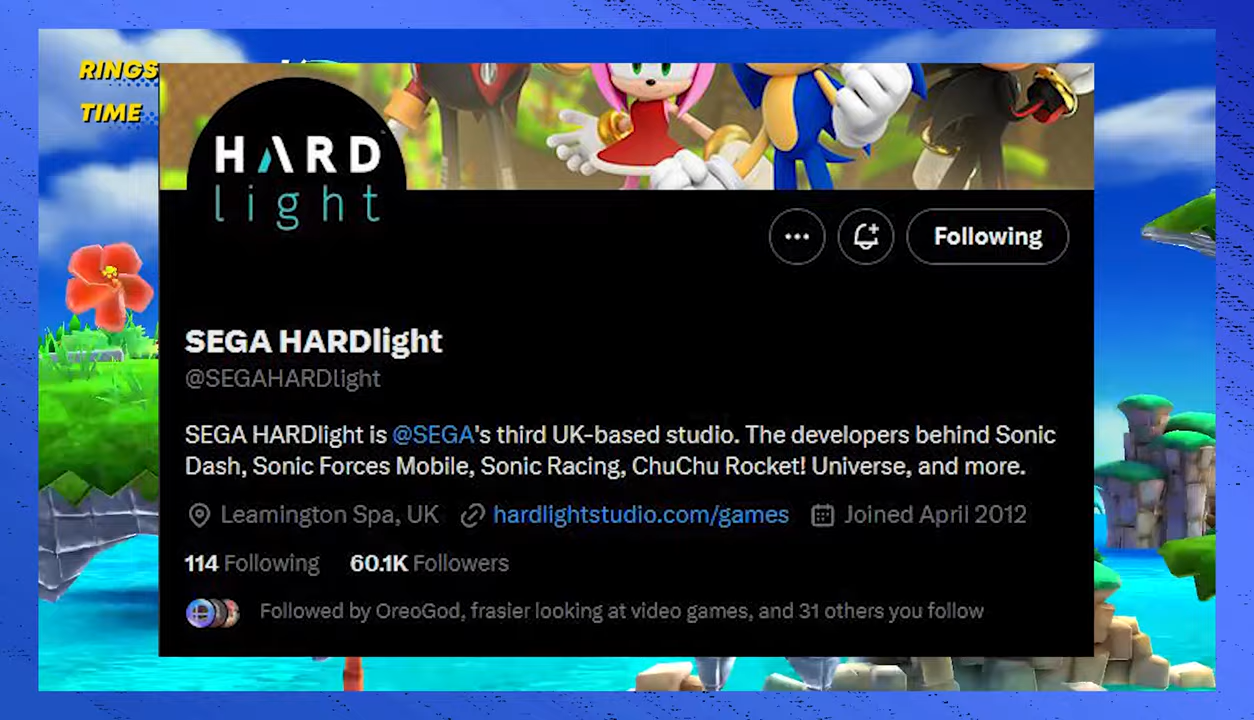 RINGS
TIME
HARD
light
Following
SEGA HARDlight
@SEGAHARDlight
SEGA HARDlight is @SEGA's third UK-based studio. The developers behind Sonic
Dash, Sonic Forces Mobile, Sonic Racing, ChuChu Rocket! Universe, and more.
Leamington Spa, UK hardlightstudio.com/games Joined April 2012
114 Following 60.1K Followers
Followed by OreoGod, frasier looking at video games, and 31 others you follow